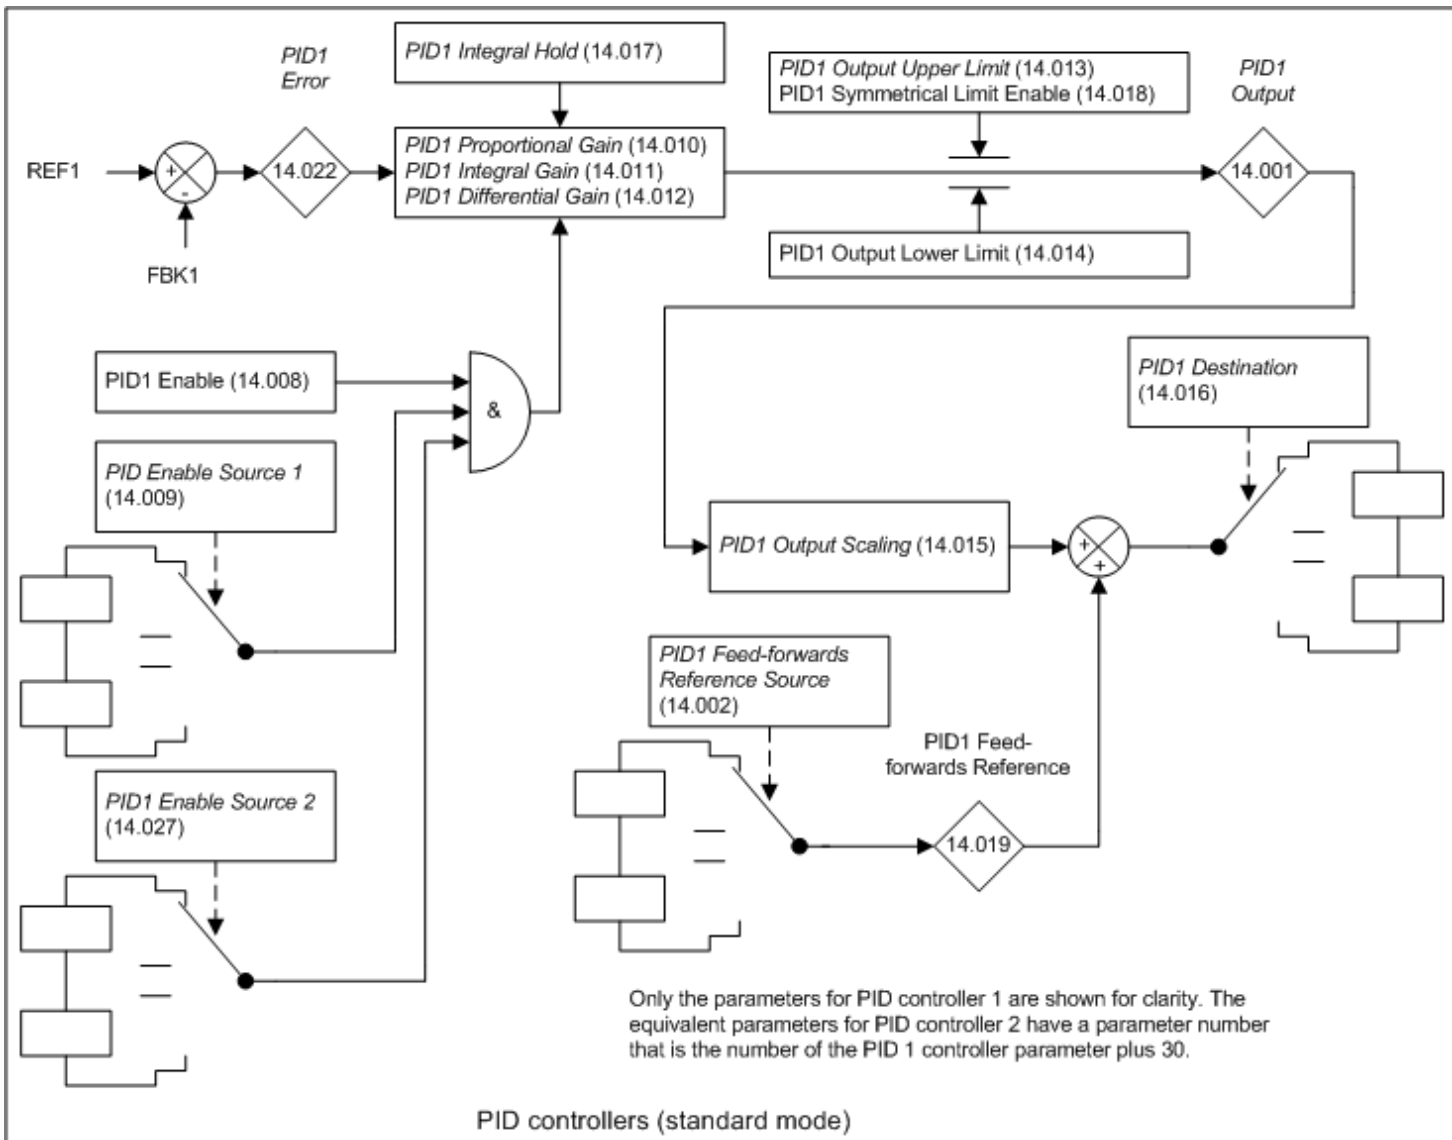 PID1
Error
PID1 Integral Hold (14.017)
PID1 Output Upper Limit (14.013)
PID1 Symmetrical Limit Enable (14.018)
PID1
Output
REF1
+
-
14.022
PID1 Proportional Gain (14.010)
PID1 Integral Gain (14.011)
PID1 Differential Gain (14.012)
14.001
FBK1
PID1 Output Lower Limit (14.014)
PID1 Enable (14.008)
&
PID1 Destination
(14.016)
PID Enable Source 1
(14.009)
PID1 Output Scaling (14.015)
+
+
PID1 Feed-forwards
Reference Source
(14.002)
PID1 Feed-
forwards Reference
PID1 Enable Source 2
(14.027)
14.019
Only the parameters for PID controller 1 are shown for clarity. The
equivalent parameters for PID controller 2 have a parameter number
that is the number of the PID 1 controller parameter plus 30.
PID controllers (standard mode)